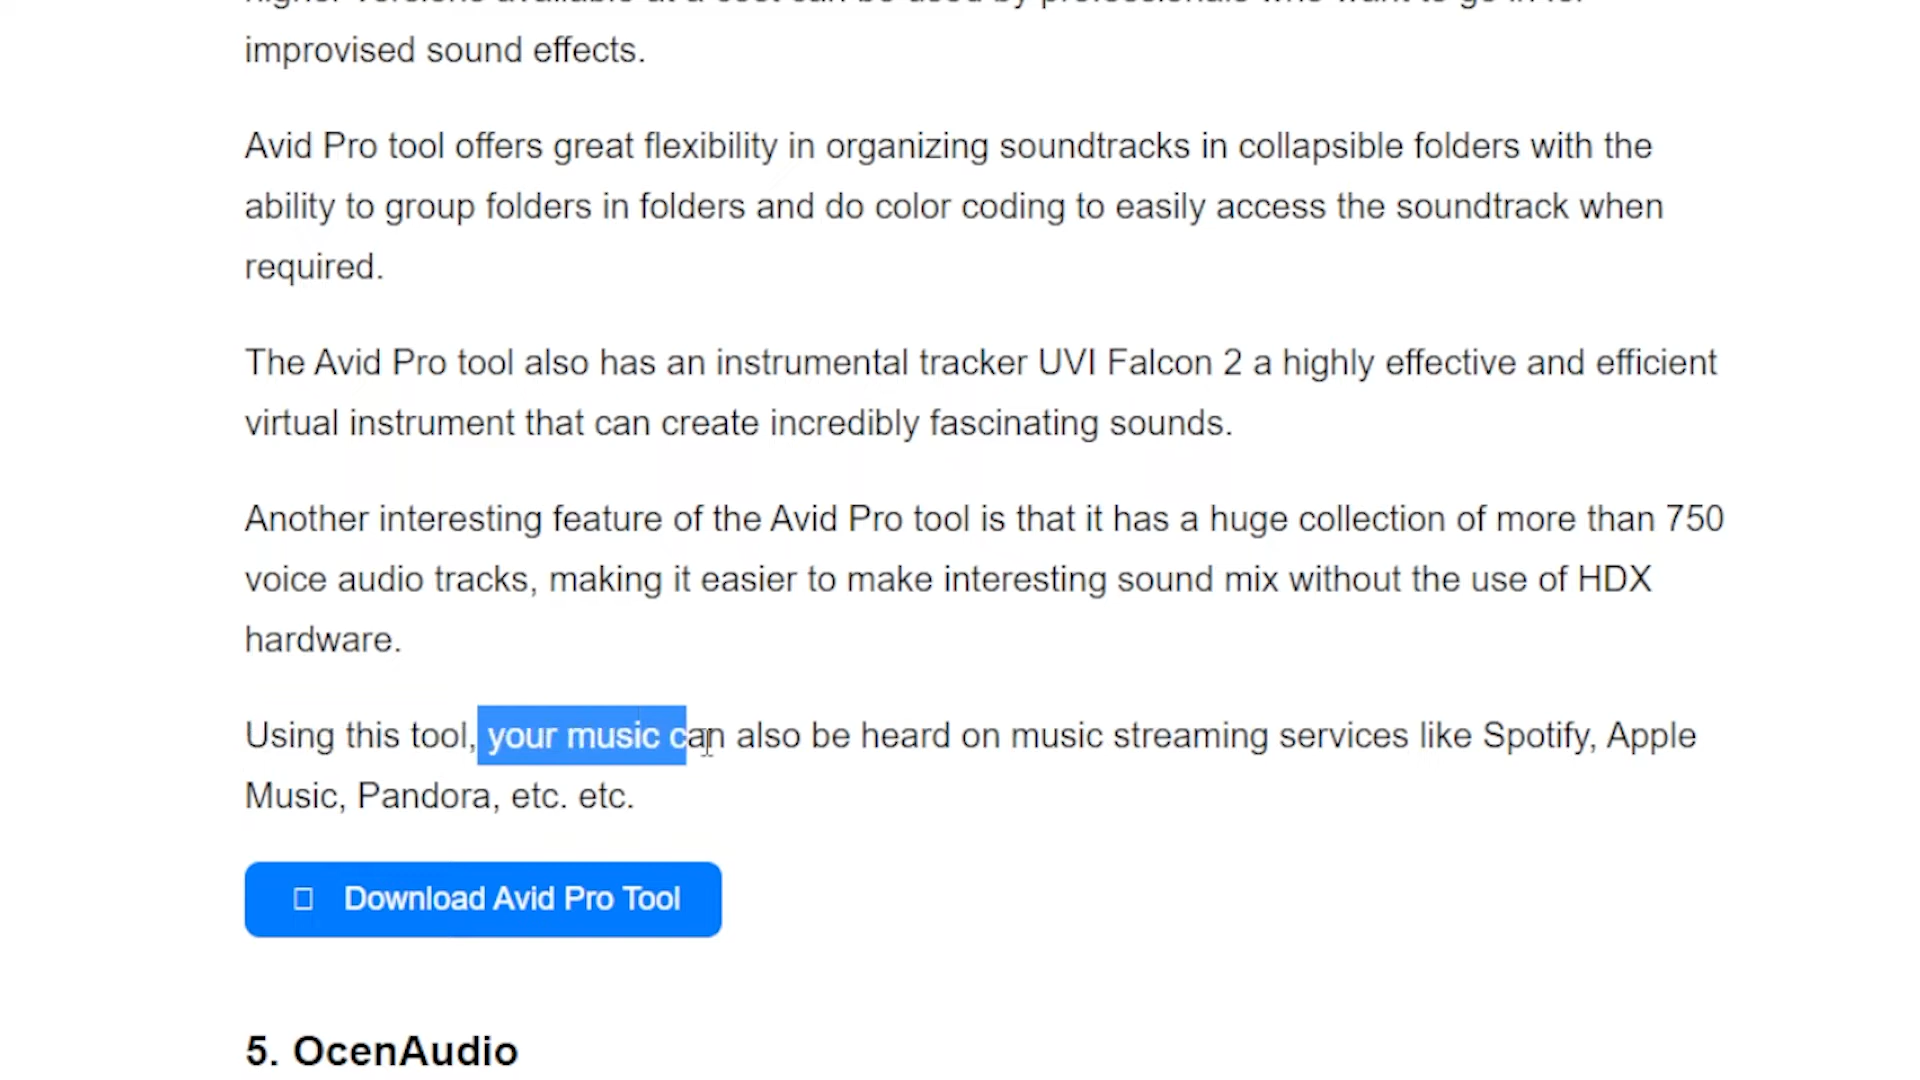 improvised sound effects.
Avid Pro tool offers great flexibility in organizing soundtracks in collapsible folders with the
ability to group folders in folders and do color coding to easily access the soundtrack when
required.
The Avid Pro tool also has an instrumental tracker UVI Falcon 2 a highly effective and efficient
virtual instrument that can create incredibly fascinating sounds.
Another interesting feature of the Avid Pro tool is that it has a huge collection of more than 750
voice audio tracks, making it easier to make interesting sound mix without the use of HDX
hardware.
Using this tool, your music can also be heard on music streaming services like Spotify, Apple
Music, Pandora, etc. etc.
Download Avid Pro Tool
5. OcenAudio